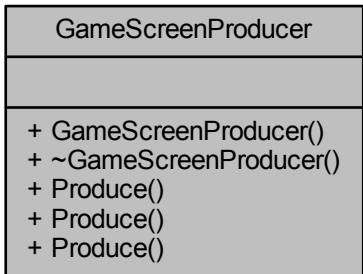 GameScreenProducer
+ GameScreenProducer()
+ ~GameScreenProducer()
+ Produce()
+ Produce()
+ Produce()